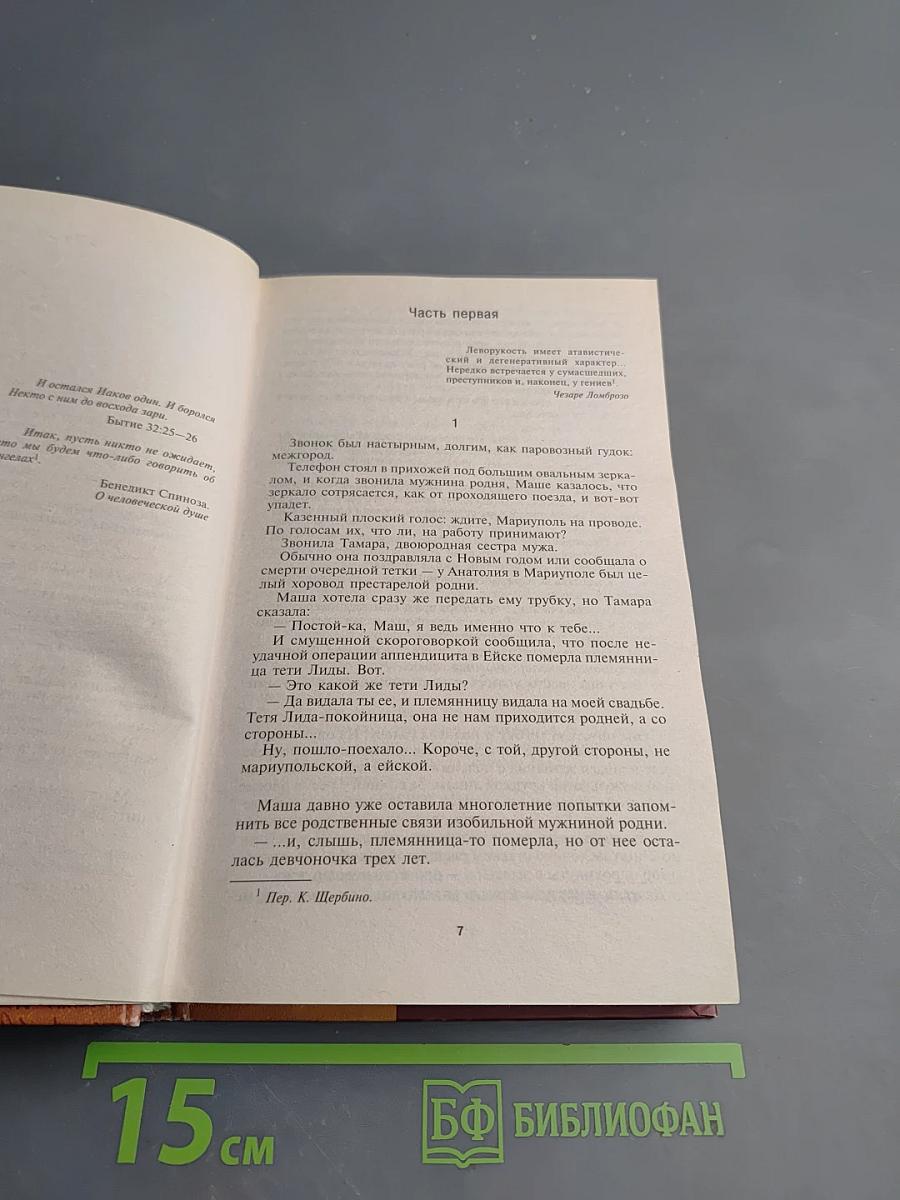 И остался Иаков один. И боролся
Некто с ним до восхода зари.
Бытие 32:25—26
Итак, пусть никто не ожидает,
что мы будем что-либо говорить об
нгелах¹.
Бенедикт Спиноза.
О человеческой душе
Часть первая
Леворукость имеет атавистиче-
ский и дегенеративный характер...
Нередко встречается у сумасшедших,
преступников и, наконец, у гениев¹.
Чезаре Ломброзо
1
Звонок был настырным, долгим, как паровозный гудок:
межгород.
Телефон стоял в прихожей под большим овальным зерка-
лом, и когда звонила мужнина родня, Маше казалось, что
зеркало сотрясается, как от проходящего поезда, и вот-вот
упадет.
Казенный плоский голос: ждите, Мариуполь на проводе.
По голосам их, что ли, на работу принимают?
Звонила Тамара, двоюродная сестра мужа.
Обычно она поздравляла с Новым годом или сообщала о
смерти очередной тетки — у Анатолия в Мариуполе был це-
лый хоровод престарелой родни.
Маша хотела сразу же передать ему трубку, но Тамара
сказала:
— Постой-ка, Маш, я ведь именно что к тебе...
И смущенной скороговоркой сообщила, что после не-
удачной операции аппендицита в Ейске померла племянни-
ца тети Лиды. Вот.
— Это какой же тети Лиды?
— Да видала ты ее, и племянницу видала на моей свадьбе.
Тетя Лида-покойница, она не нам приходится родней, а со
стороны...
Ну, пошло-поехало... Короче, с той, другой стороны, не
мариупольской, а ейской.
Маша давно уже оставила многолетние попытки запом-
нить все родственные связи изобильной мужниной родни.
— ...и, слышь, племянница-то померла, но от нее оста-
лась девчоночка трех лет.
¹ Пер. К. Щербино.
7
15 см
БФ БИБЛИОФАН